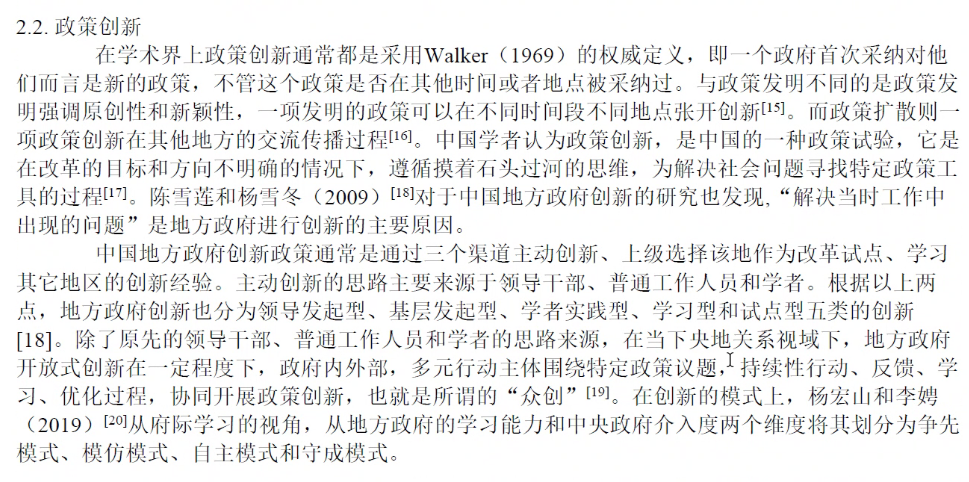 2.2. 政策创新
在学术界上政策创新通常都是采用Walker（1969）的权威定义，即一个政府首次采纳对他
们而言是新的政策，不管这个政策是否在其他时间或者地点被采纳过。与政策发明不同的是政策发
明强调原创性和新颖性，一项发明的政策可以在不同时间段不同地点张开创新[15]。而政策扩散则一
项政策创新在其他地方的交流传播过程[16]。中国学者认为政策创新，是中国的一种政策试验，它是
在改革的目标和方向不明确的情况下，遵循摸着石头过河的思维，为解决社会问题寻找特定政策工
具的过程[17]。陈雪莲和杨雪冬（2009）[18]对于中国地方政府创新的研究也发现,“解决当时工作中
出现的问题”是地方政府进行创新的主要原因。
中国地方政府创新政策通常是通过三个渠道主动创新、上级选择该地作为改革试点、学习
其它地区的创新经验。主动创新的思路主要来源于领导干部、普通工作人员和学者。根据以上两
点，地方政府创新也分为领导发起型、基层发起型、学者实践型、学习型和试点型五类的创新
[18]。除了原先的领导干部、普通工作人员和学者的思路来源，在当下央地关系视域下，地方政府
开放式创新在一定程度下，政府内外部，多元行动主体围绕特定政策议题，持续性行动、反馈、学
习、优化过程，协同开展政策创新，也就是所谓的“众创”[19]。在创新的模式上，杨宏山和李娉
（2019）[20]从府际学习的视角，从地方政府的学习能力和中央政府介入度两个维度将其划分为争先
模式、模仿模式、自主模式和守成模式。